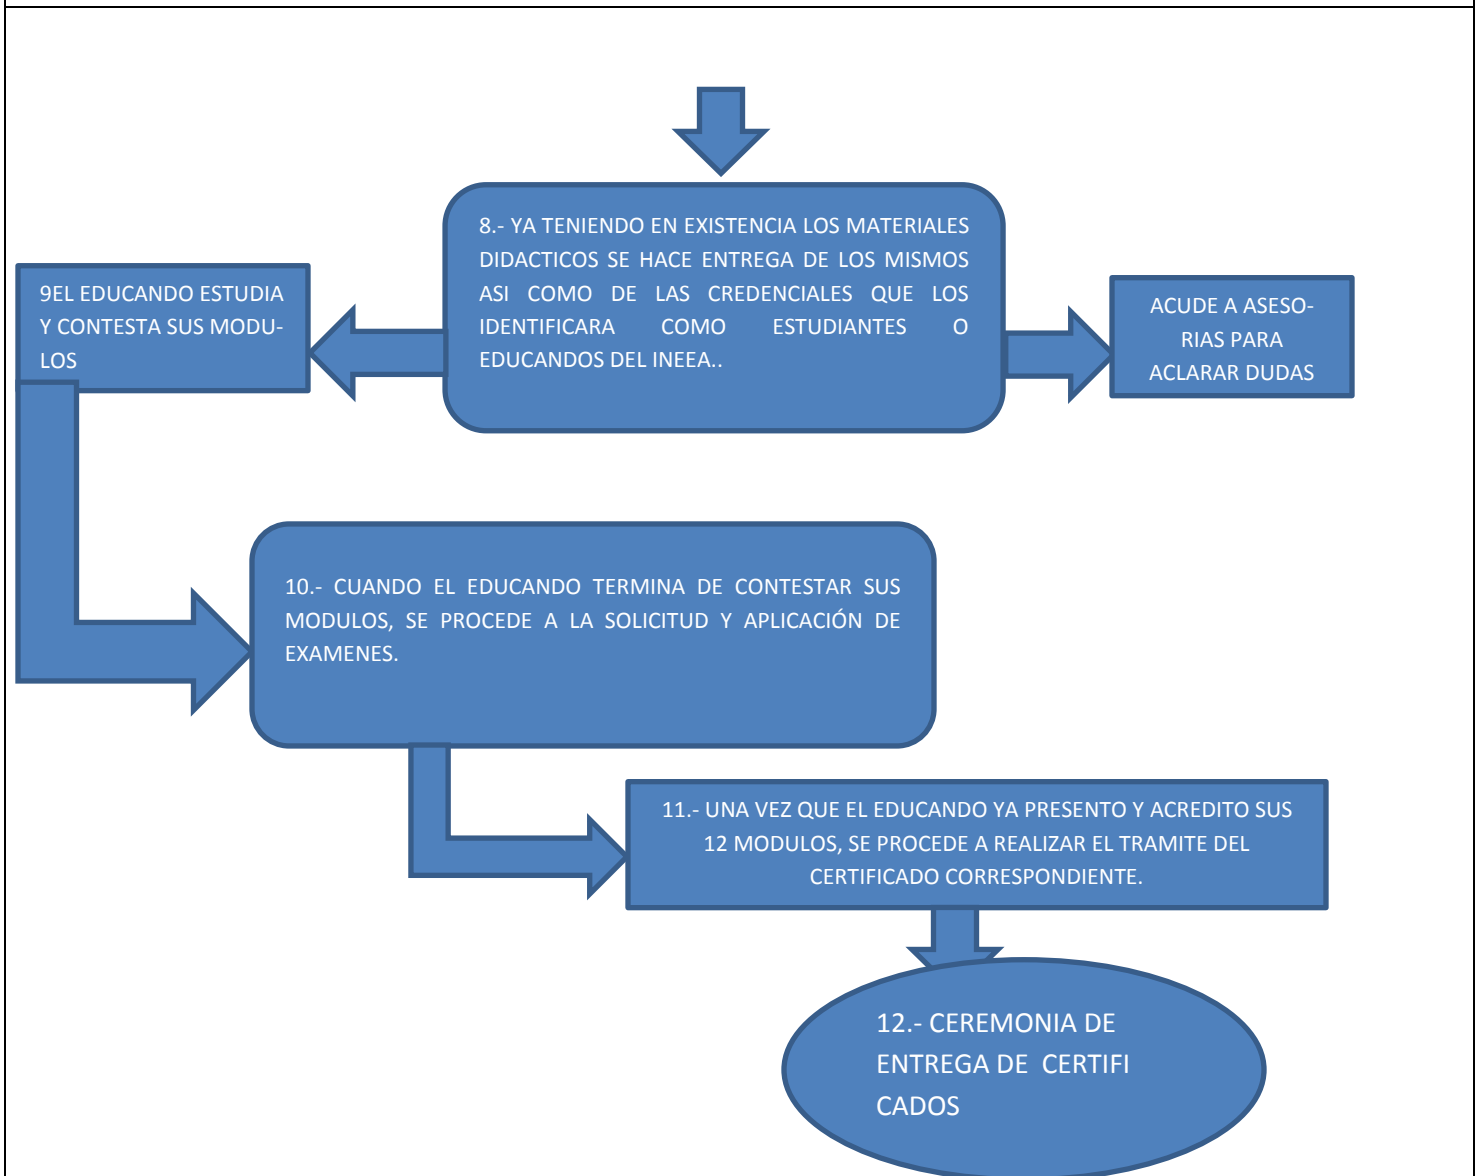 8.- YA TENIENDO EN EXISTENCIA LOS MATERIALES
DIDACTICOS SE HACE ENTREGA DE LOS MISMOS
ASI COMO DE LAS CREDENCIALES QUE LOS
IDENTIFICARA COMO ESTUDIANTES O
EDUCANDOS DEL INEEA..
9EL EDUCANDO ESTUDIA
Y CONTESTA SUS MODU-
LOS
ACUDE A ASESO-
RIAS PARA
ACLARAR DUDAS
10.- CUANDO EL EDUCANDO TERMINA DE CONTESTAR SUS
MODULOS, SE PROCEDE A LA SOLICITUD Y APLICACIÓN DE
EXAMENES.
11.- UNA VEZ QUE EL EDUCANDO YA PRESENTO Y ACREDITO SUS
12 MODULOS, SE PROCEDE A REALIZAR EL TRAMITE DEL
CERTIFICADO CORRESPONDIENTE.
12.- CEREMONIA DE
ENTREGA DE  CERTIFI
CADOS